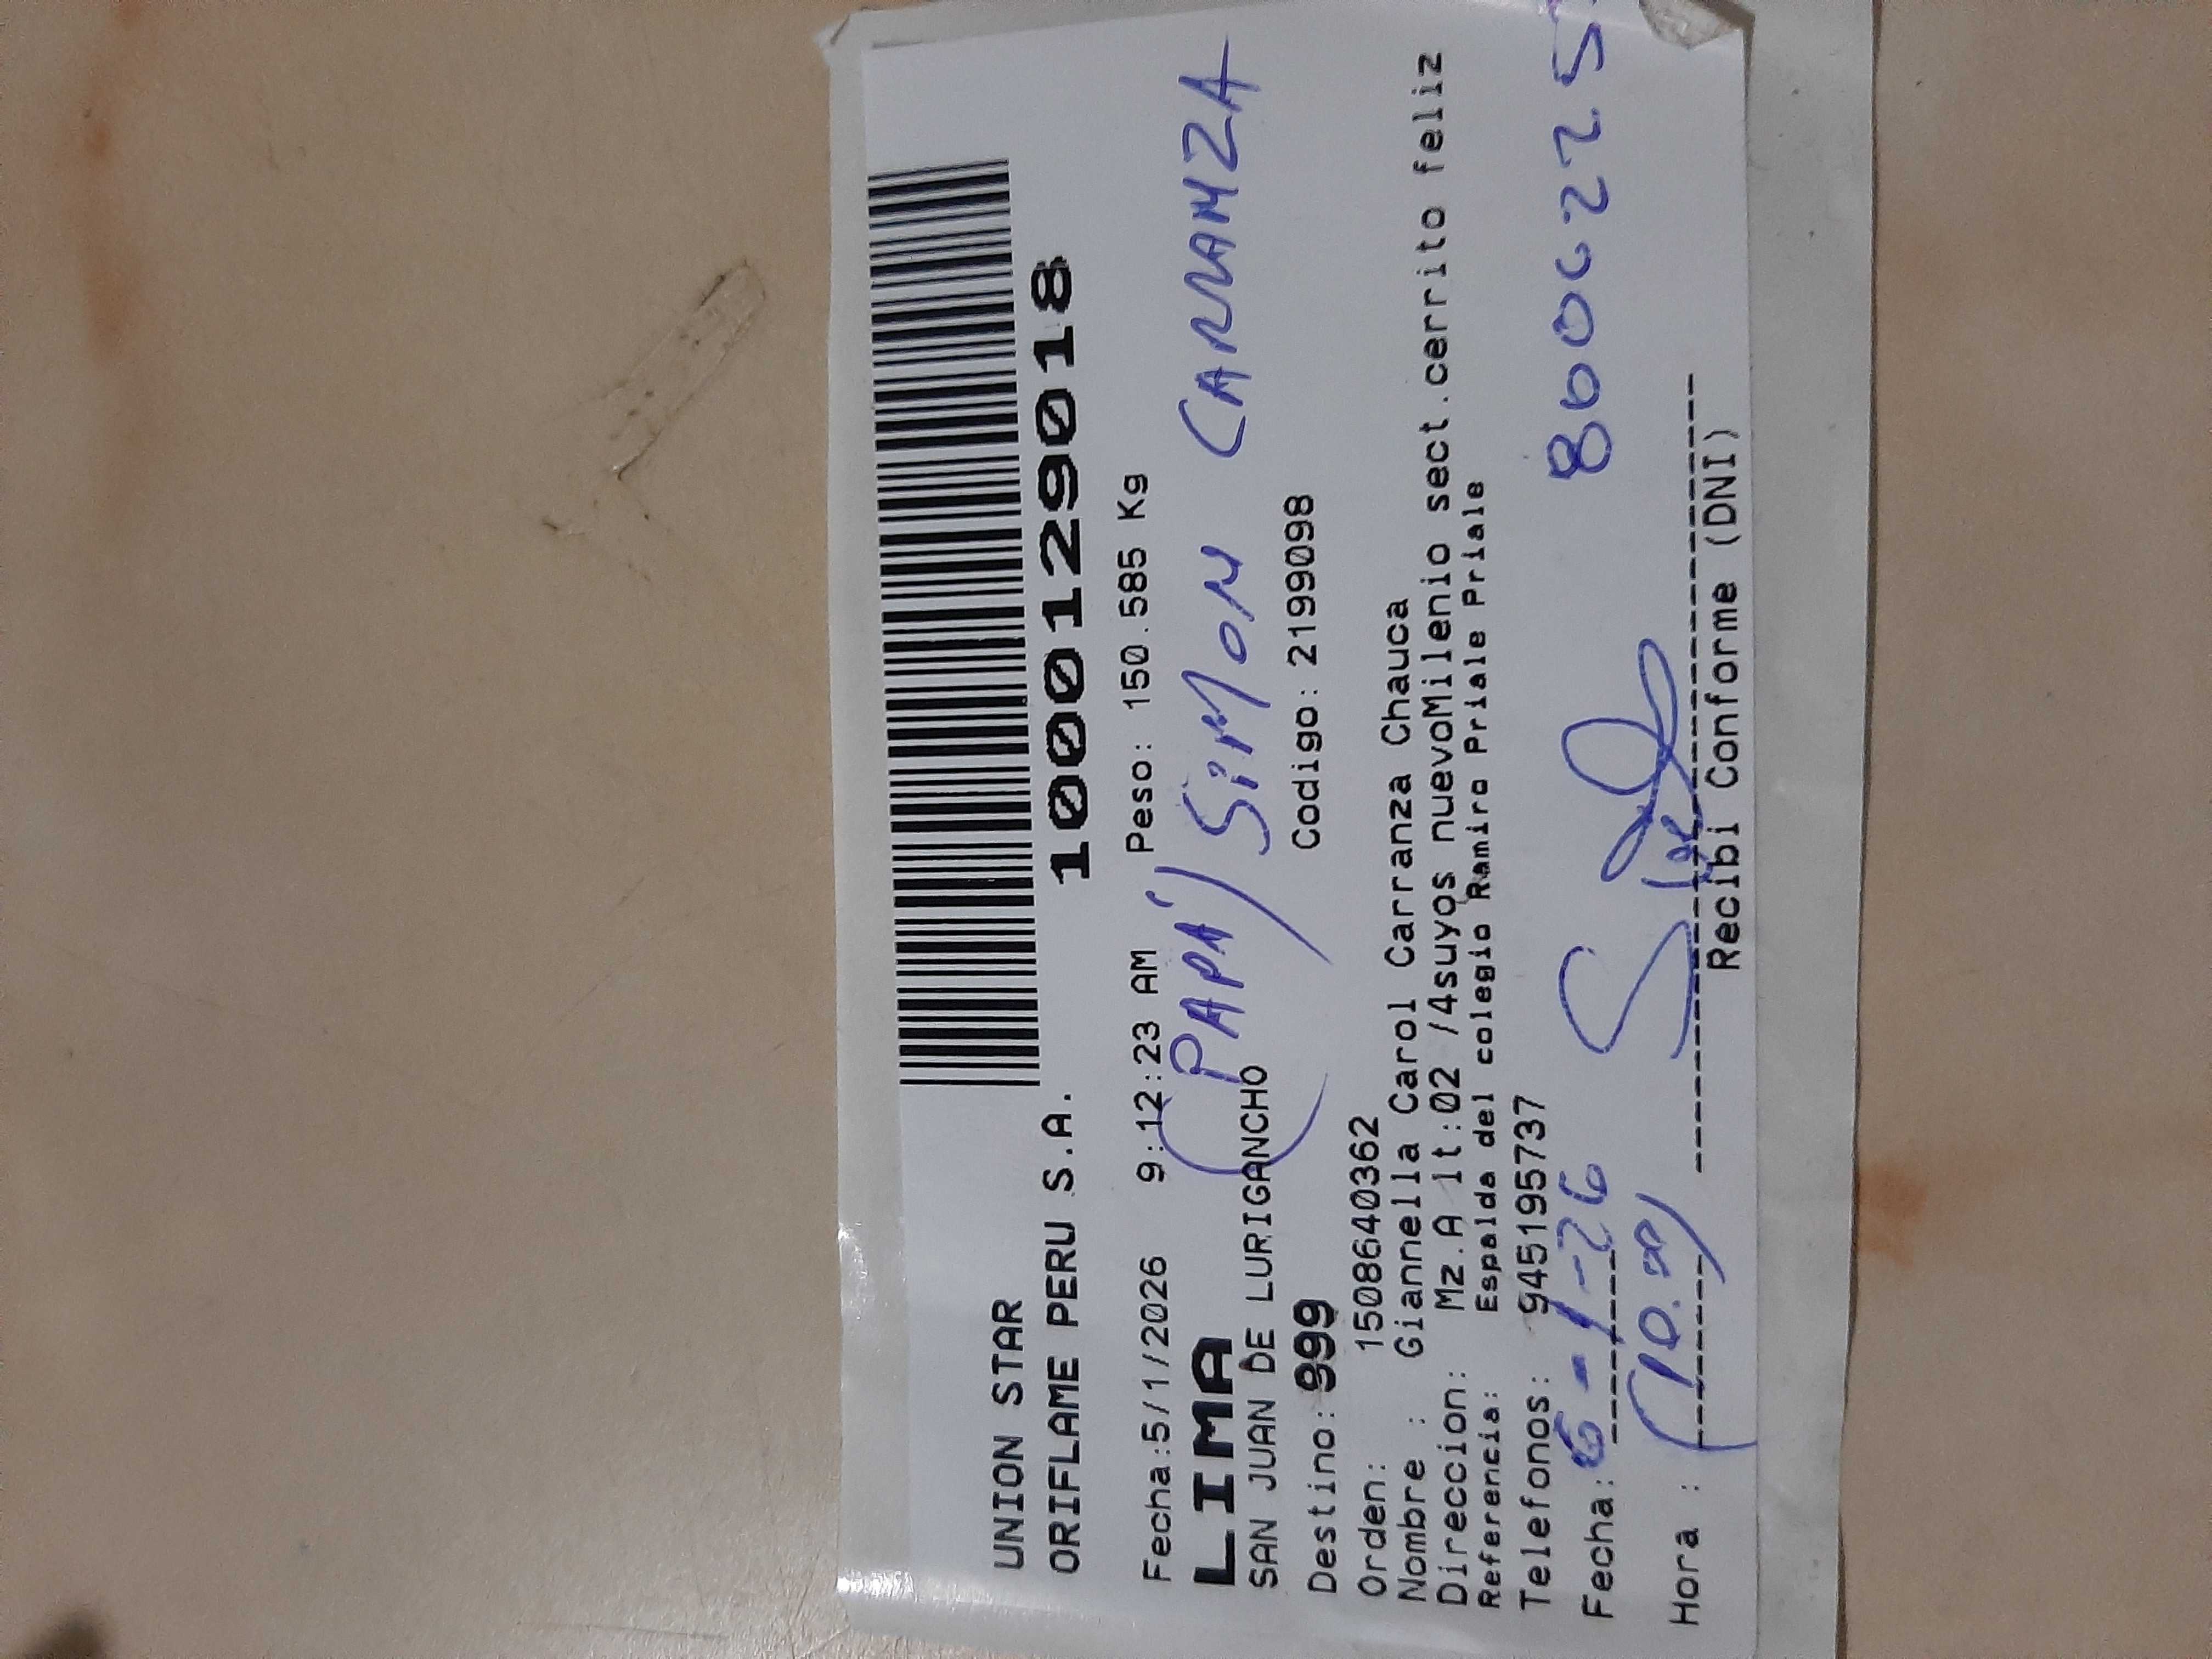 UNION STAR
ORIFLAME PERU S.A.
1000129018
Fecha:5/1/2026 9:12:23 AM Peso: 150.585 Kg
LIMA (PAPÁ) SiMON CARRANZA
SAN JUAN DE LURIGANCHO
Destino: 999 Codigo: 2199098
Orden: 1508640362
Nombre : Giannella Carol Carranza Chauca
Direccion: Mz.A lt:02 /4suyos nuevoMilenio sect.cerrito feliz
Referencia: Espalda del colegio Ramiro Priale Priale
Telefonos: 945195737
Fecha: 6-1-26
Hora : (10.
Recibi Conforme (DNI)